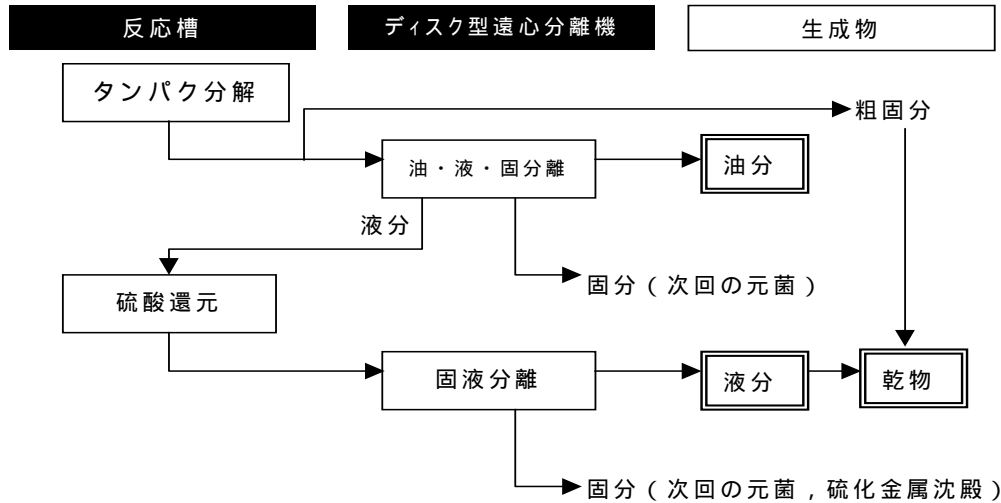 反応槽
ディスク型遠心分離機
生成物
タンパク分解
粗固分
油・液・固分離
油分
液分
固分(次回の元菌)
硫酸還元
固液分離
液分
乾物
固分(次回の元菌,硫化金属沈殿)